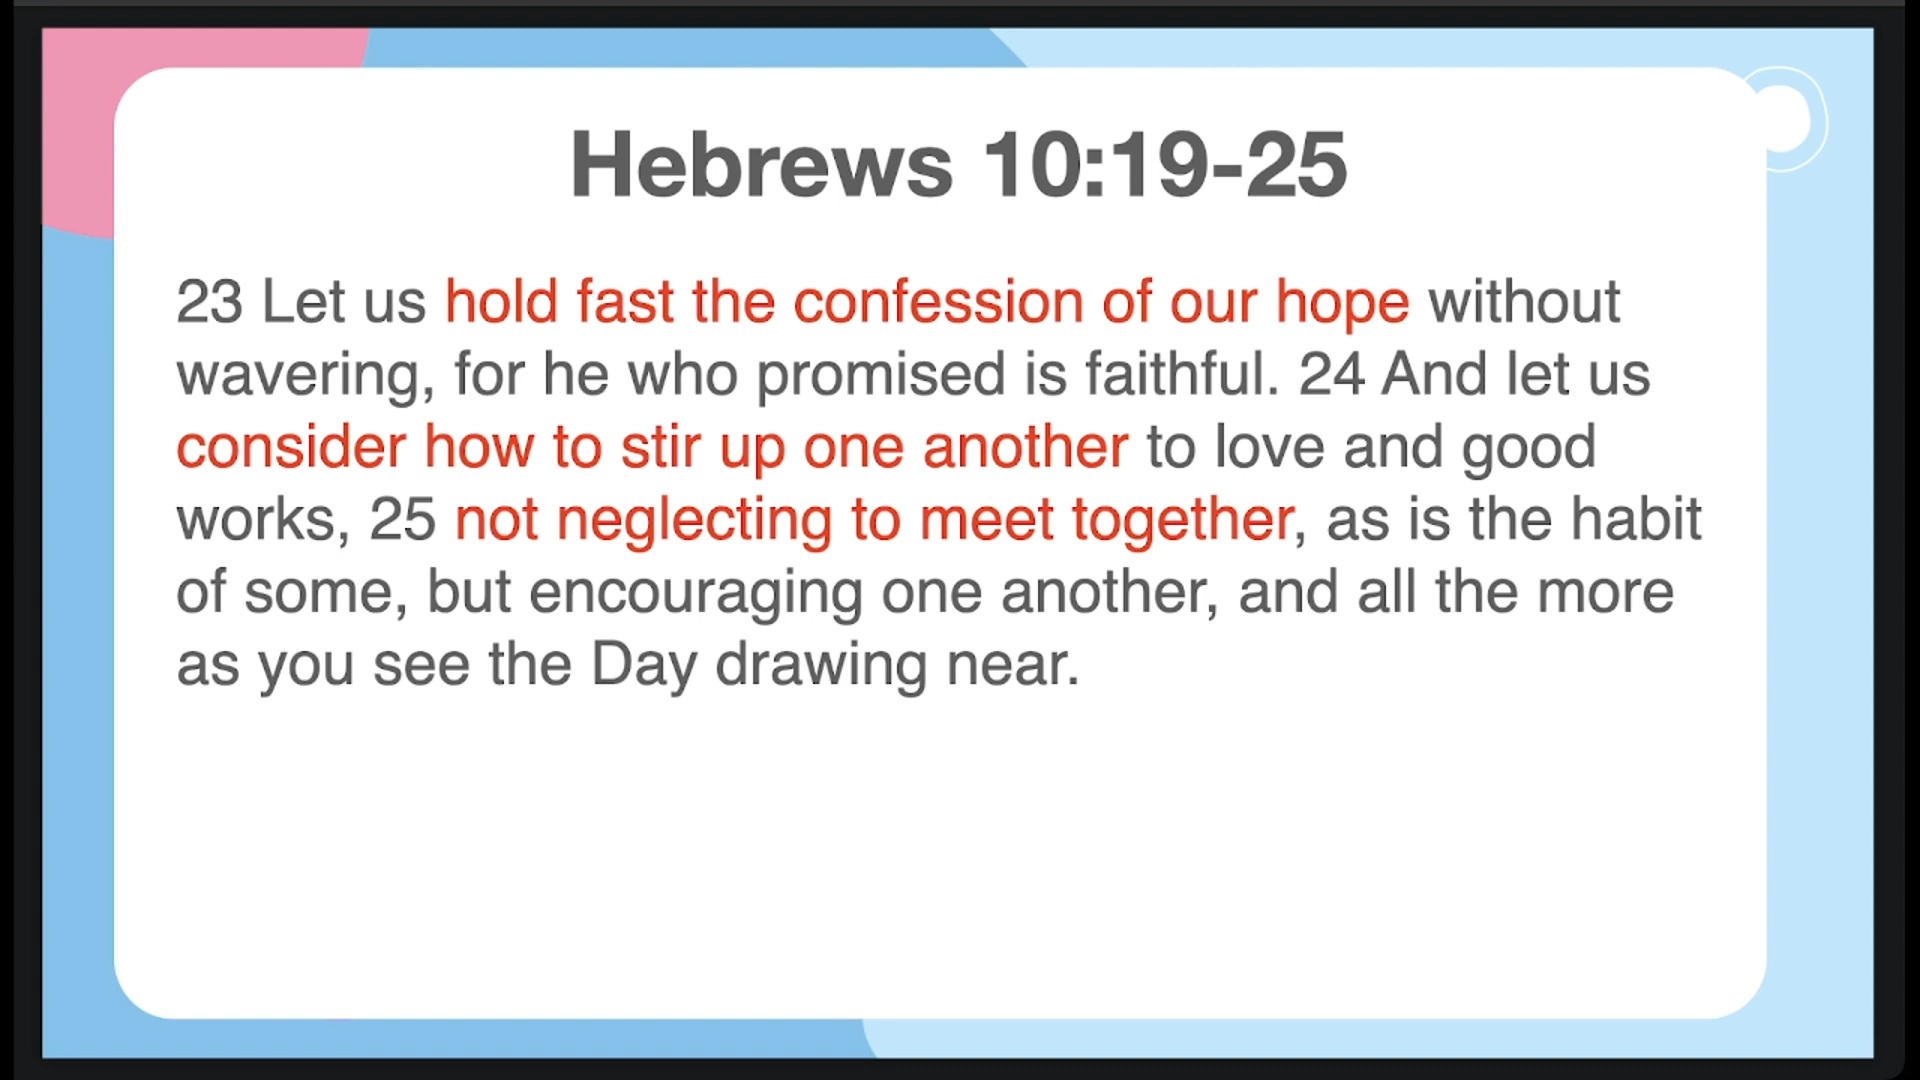 Hebrews 10:19-25
23 Let us hold fast the confession of our hope without
wavering, for he who promised is faithful. 24 And let us
consider how to stir up one another to love and good
works, 25 not neglecting to meet together, as is the habit
of some, but encouraging one another, and all the more
as you see the Day drawing near.